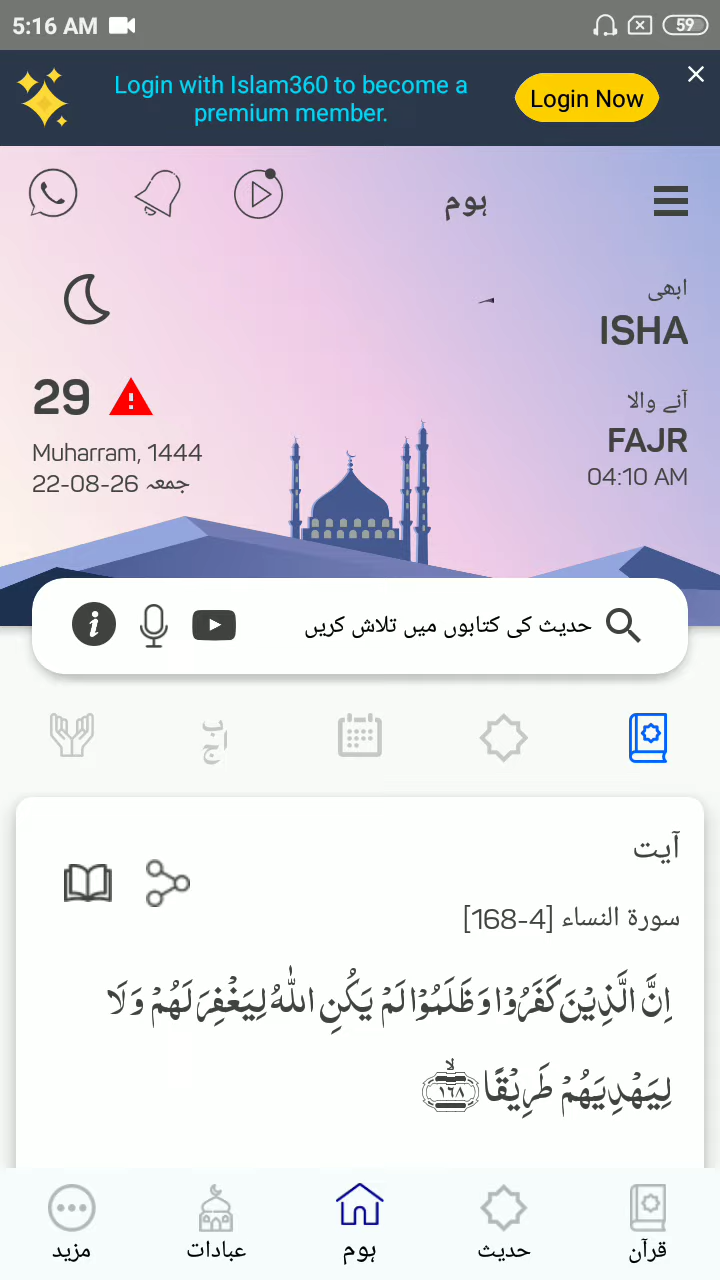 5:16 AM
59
Login with Islam360 to become a
premium member.
Login Now
ہوم
ابھی
ISHA
29
آنے والا
FAJR
Muharram, 1444
04:10 AM
22-08-26 جمعہ
حدیث کی کتابوں میں تلاش کریں
ب
ج ا
آیت
سورة النساء [4-168]
اِنَّ الَّذِيۡنَ كَفَرُوۡا وَظَلَمُوۡا لَمۡ يَكُنِ اللّٰهُ لِيَـغۡفِرَ لَهُمۡ وَلَا
لِيَـهۡدِيَهُمۡ طَرِيۡقًا ۙ‏ ﴿۱۶۸﴾
مزید
عبادات
ہوم
حدیث
قرآن